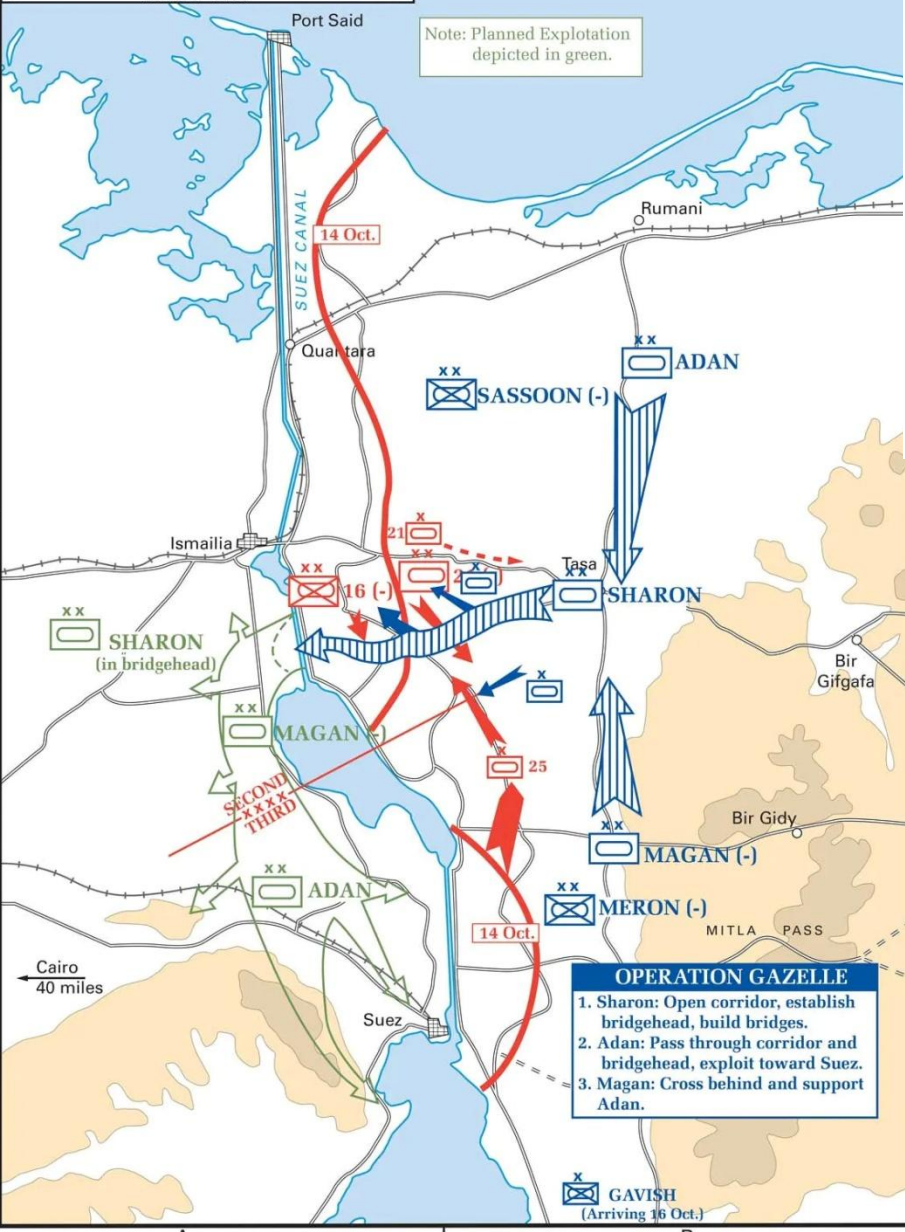 Port Said
Note: Planned Explotation
depicted in green.
Rumani
14 Oct.
SUEZ CANAL
Quantara
x x
ADAN
x x
SASSOON (-)
x
21
Ismailia
x x
x x
16 (-)
x
Tasa
x x
SHARON
x x
SHARON
(in bridgehead)
Bir
Gifgafa
x
x x
MAGAN (-)
x
25
SECOND
x x x x
THIRD
Bir Gidy
x x
MAGAN (-)
x x
ADAN
x x
MERON (-)
14 Oct.
MITLA PASS
Cairo
40 miles
Suez
OPERATION GAZELLE
1. Sharon: Open corridor, establish
bridgehead, build bridges.
2. Adan: Pass through corridor and
bridgehead, exploit toward Suez.
3. Magan: Cross behind and support
Adan.
x
GAVISH
(Arriving 16 Oct.)